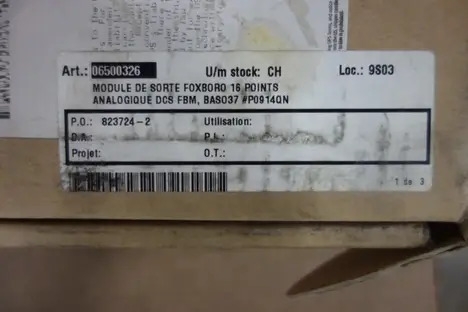 Art.: 06500326 U/m stock: CH Loc.: 9S03
MODULE DE SORTE FOXBORO 16 POINTS
ANALOGIQUE DCS FBM, BASO37 #P0914QN
P.O.: 823724-2 Utilisation:
D.A.: P.L.:
Projet: O.T.:
1 de 3